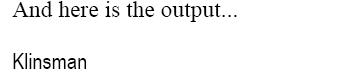 And here is the output...
Klinsman